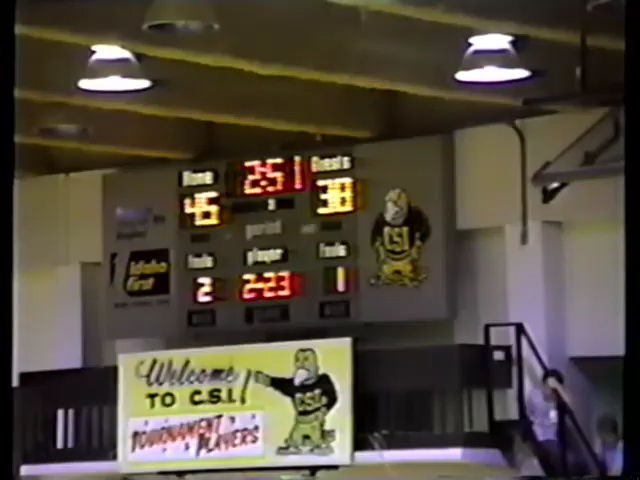 Home 2:51 Guests
45 38
period
fouls player fouls
2 2-23 1
Idaho
first
CSI
Welcome
TO C.S.I.!
TOURNAMENT
PLAYERS
CSI